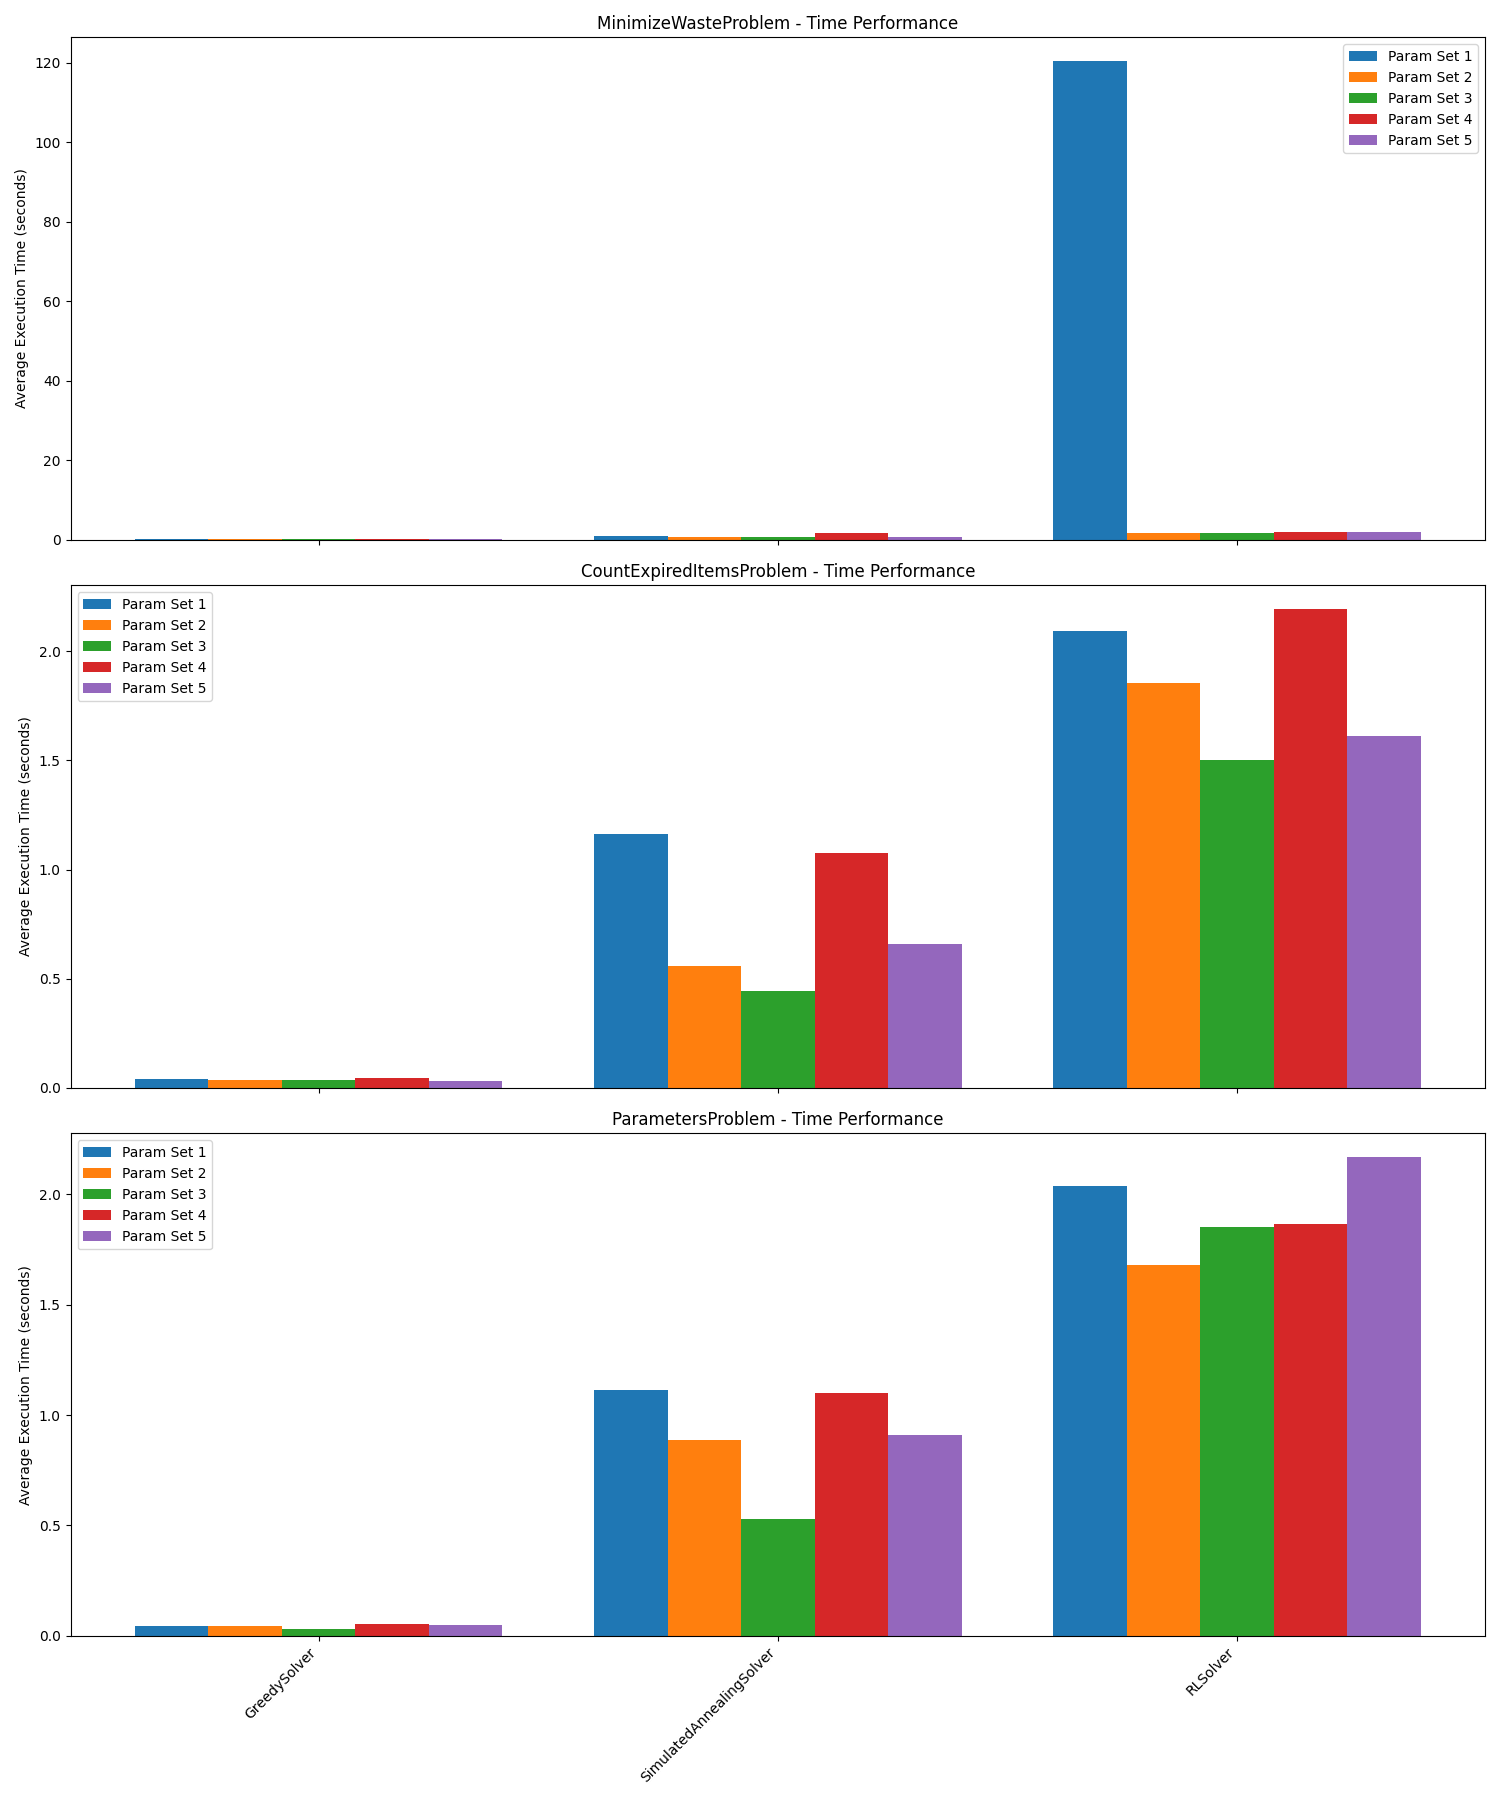 MinimizeWasteProblem - Time Performance
Average Execution Time (seconds)
120
100
80
60
40
20
0
Param Set 1
Param Set 2
Param Set 3
Param Set 4
Param Set 5
CountExpiredItemsProblem - Time Performance
Average Execution Time (seconds)
2.0
1.5
1.0
0.5
0.0
Param Set 1
Param Set 2
Param Set 3
Param Set 4
Param Set 5
ParametersProblem - Time Performance
Average Execution Time (seconds)
2.0
1.5
1.0
0.5
0.0
Param Set 1
Param Set 2
Param Set 3
Param Set 4
Param Set 5
GreedySolver
SimulatedAnnealingSolver
RLSolver